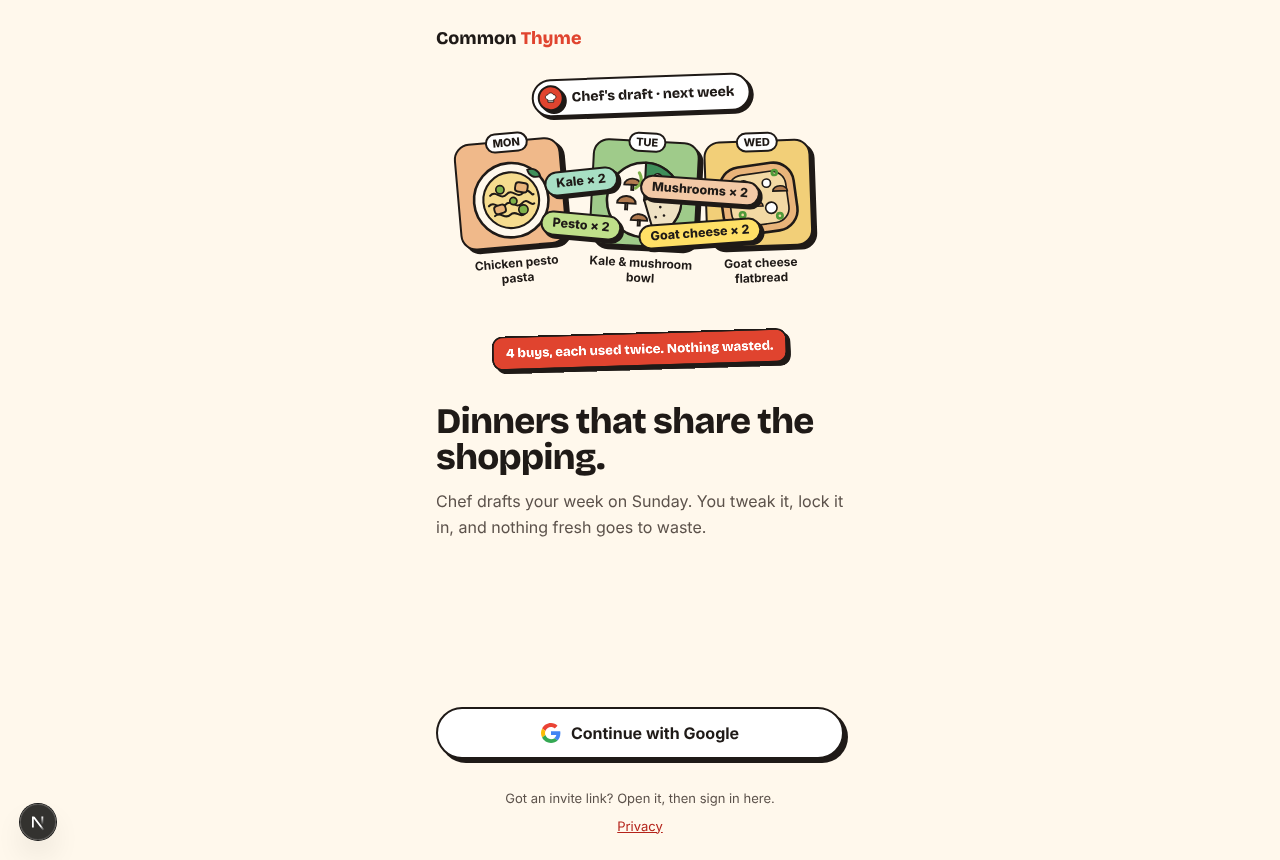 Common Thyme
Chef's draft · next week
MON
TUE
WED
Kale × 2
Mushrooms × 2
Pesto × 2
Goat cheese × 2
Chicken pesto
pasta
Kale & mushroom
bowl
Goat cheese
flatbread
4 buys, each used twice. Nothing wasted.
Dinners that share the
shopping.
Chef drafts your week on Sunday. You tweak it, lock it
in, and nothing fresh goes to waste.
Continue with Google
Got an invite link? Open it, then sign in here.
Privacy
N